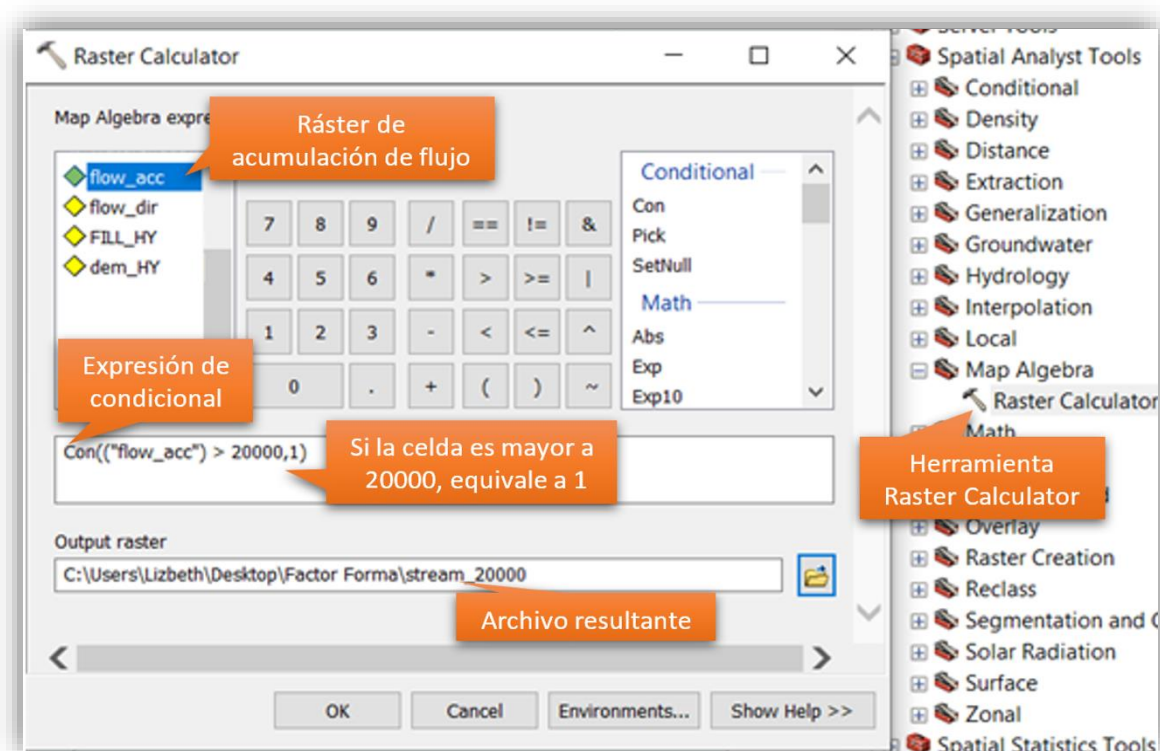 Raster Calculator
Map Algebra expre
Ráster de
acumulación de flujo
flow_acc
flow_dir
FILL_HY
dem_HY
7 8 9 / == != &
4 5 6 * > >= |
1 2 3 - < <= ^
0 . + ( ) ~
Conditional
Con
Pick
SetNull
Math
Abs
Exp
Exp10
Expresión de
condicional
Con(("flow_acc") > 20000,1)
Si la celda es mayor a
20000, equivale a 1
Output raster
C:\Users\Lizbeth\Desktop\Factor Forma\stream_20000
Archivo resultante
OK Cancel Environments... Show Help >>
Server Tools
Spatial Analyst Tools
Conditional
Density
Distance
Extraction
Generalization
Groundwater
Hydrology
Interpolation
Local
Map Algebra
Raster Calculator
Math
Herramienta
Raster Calculator
Overlay
Raster Creation
Reclass
Segmentation and
Solar Radiation
Surface
Zonal
Spatial Statistics Tools